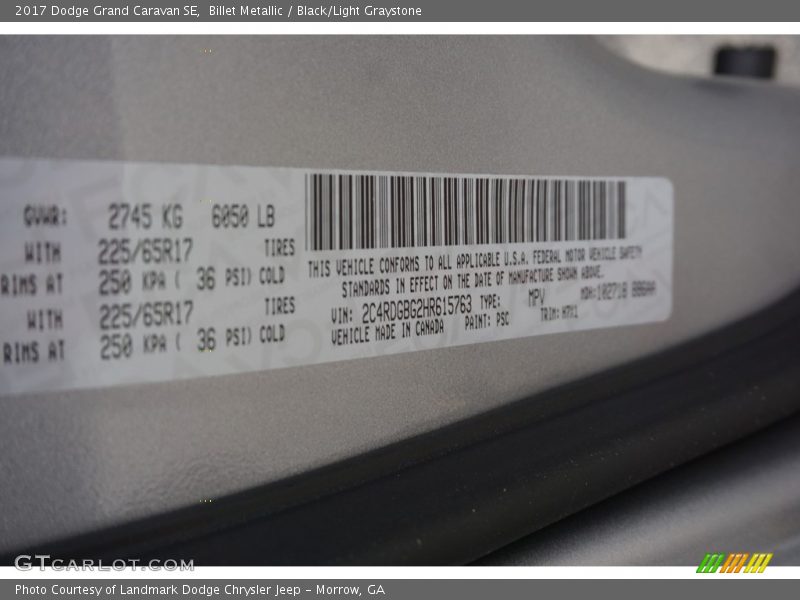 2017 Dodge Grand Caravan SE, Billet Metallic / Black/Light Graystone
GVWR: 2745 KG 6050 LB
WITH 225/65R17 TIRES
RIMS AT 250 KPA ( 36 PSI) COLD
WITH 225/65R17 TIRES
RIMS AT 250 KPA ( 36 PSI) COLD
THIS VEHICLE CONFORMS TO ALL APPLICABLE U.S.A. FEDERAL MOTOR VEHICLE SAFETY
STANDARDS IN EFFECT ON THE DATE OF MANUFACTURE SHOWN ABOVE.
VIN: 2C4RDGBG2HR615763 TYPE: MPV MDH:102718
VEHICLE MADE IN CANADA PAINT: PSC TRIM:
GTCARLOT.COM
Photo Courtesy of Landmark Dodge Chrysler Jeep – Morrow, GA